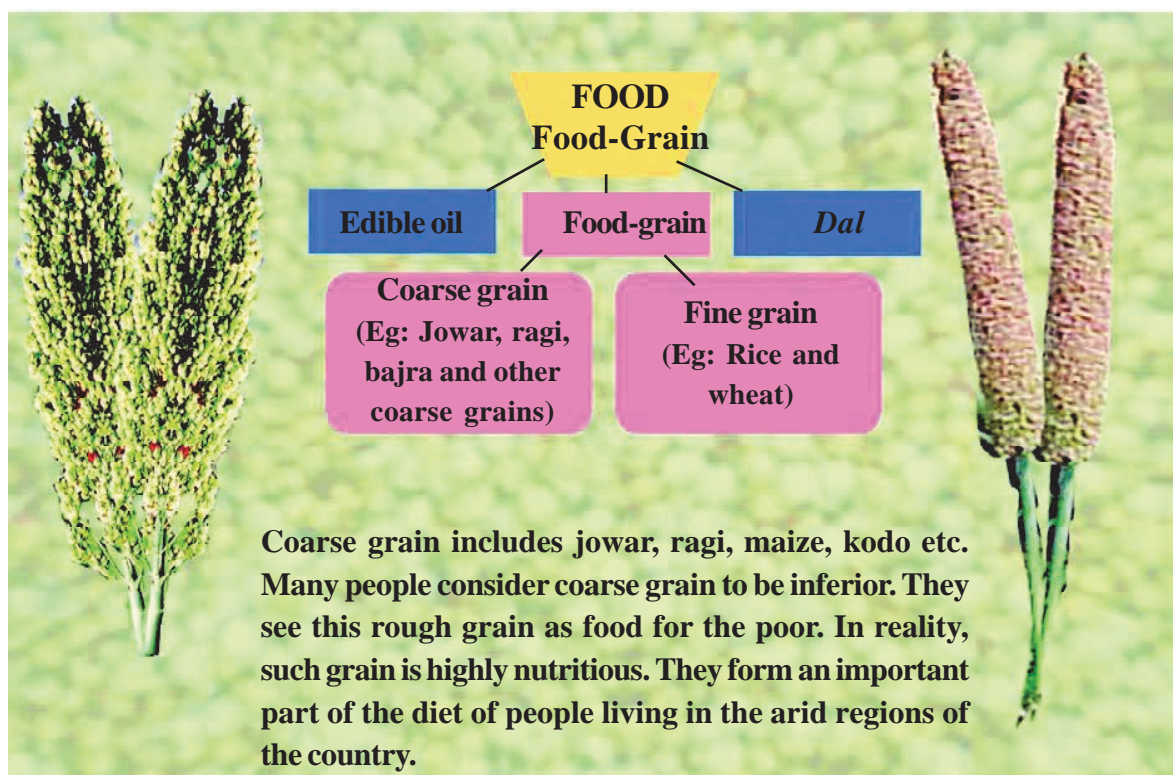 FOOD
Food-Grain
Edible oil
Food-grain
Dal
Coarse grain
(Eg: Jowar, ragi,
bajra and other
coarse grains)
Fine grain
(Eg: Rice and
wheat)
Coarse grain includes jowar, ragi, maize, kodo etc.
Many people consider coarse grain to be inferior. They
see this rough grain as food for the poor. In reality,
such grain is highly nutritious. They form an important
part of the diet of people living in the arid regions of
the country.